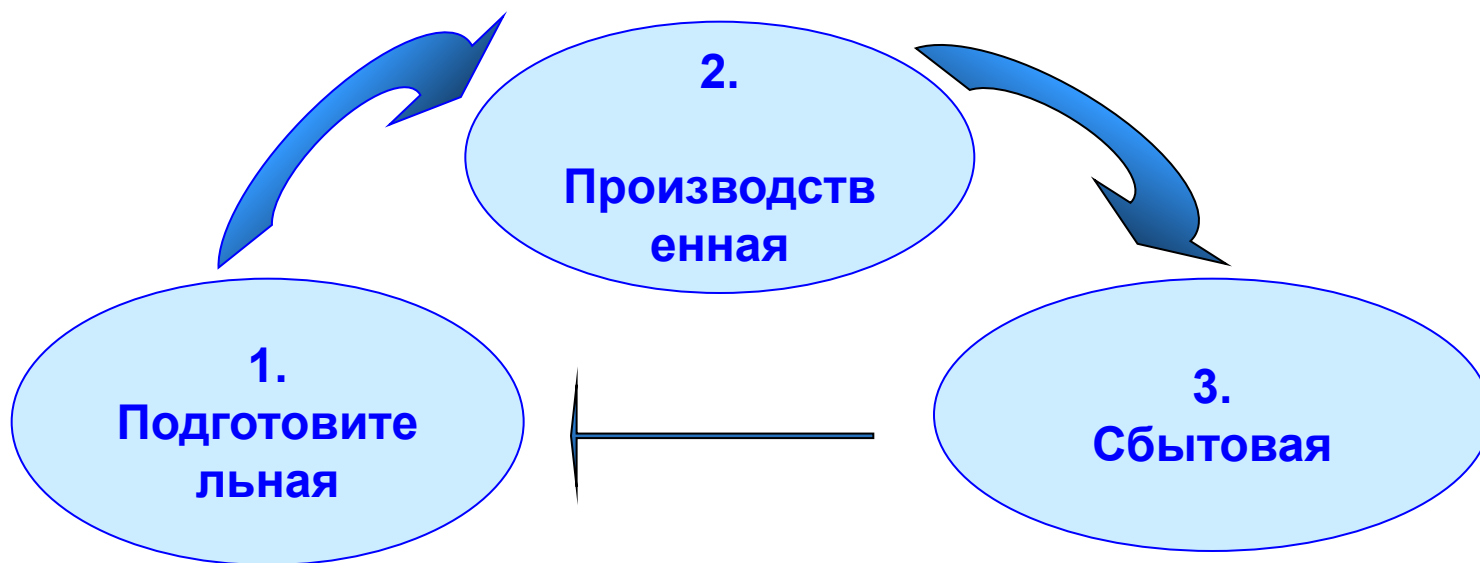 1.
Подготовите
льная
2.
Производств
енная
3.
Сбытовая